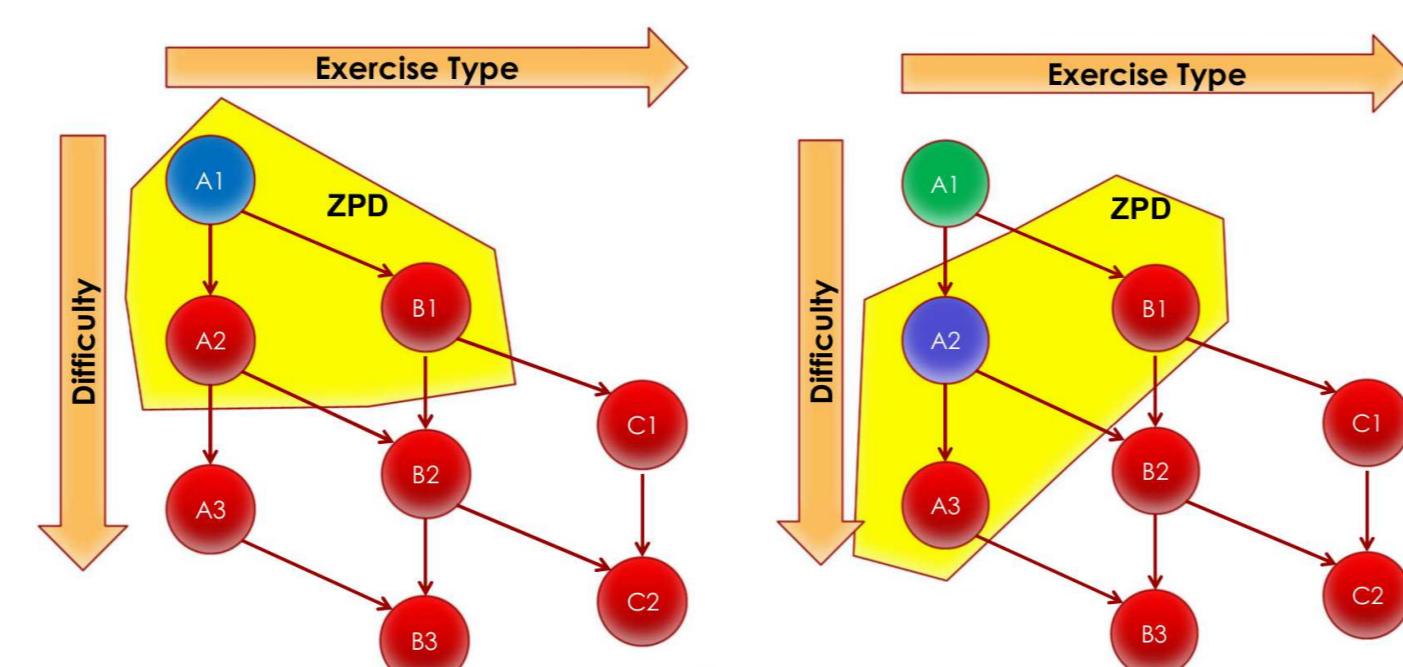 Exercise Type
Difficulty
ZPD
A1
B1
A2
C1
B2
A3
C2
B3
Exercise Type
Difficulty
ZPD
A1
B1
A2
C1
B2
A3
C2
B3